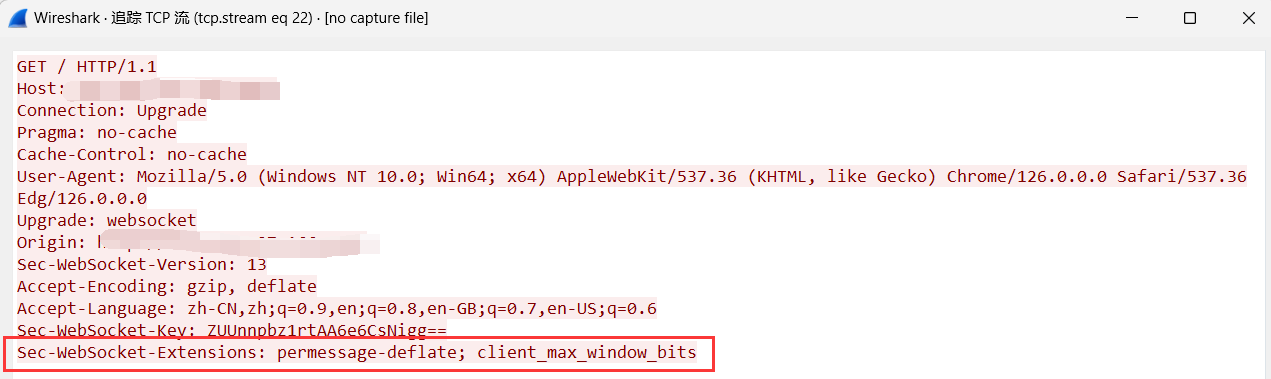 Wireshark · 追踪 TCP 流 (tcp.stream eq 22) · [no capture file]
GET / HTTP/1.1
Host:
Connection: Upgrade
Pragma: no-cache
Cache-Control: no-cache
User-Agent: Mozilla/5.0 (Windows NT 10.0; Win64; x64) AppleWebKit/537.36 (KHTML, like Gecko) Chrome/126.0.0.0 Safari/537.36
Edg/126.0.0.0
Upgrade: websocket
Origin:
Sec-WebSocket-Version: 13
Accept-Encoding: gzip, deflate
Accept-Language: zh-CN,zh;q=0.9,en;q=0.8,en-GB;q=0.7,en-US;q=0.6
Sec-WebSocket-Key: ZUUnnpbz1rtAA6e6CsNigg==
Sec-WebSocket-Extensions: permessage-deflate; client_max_window_bits